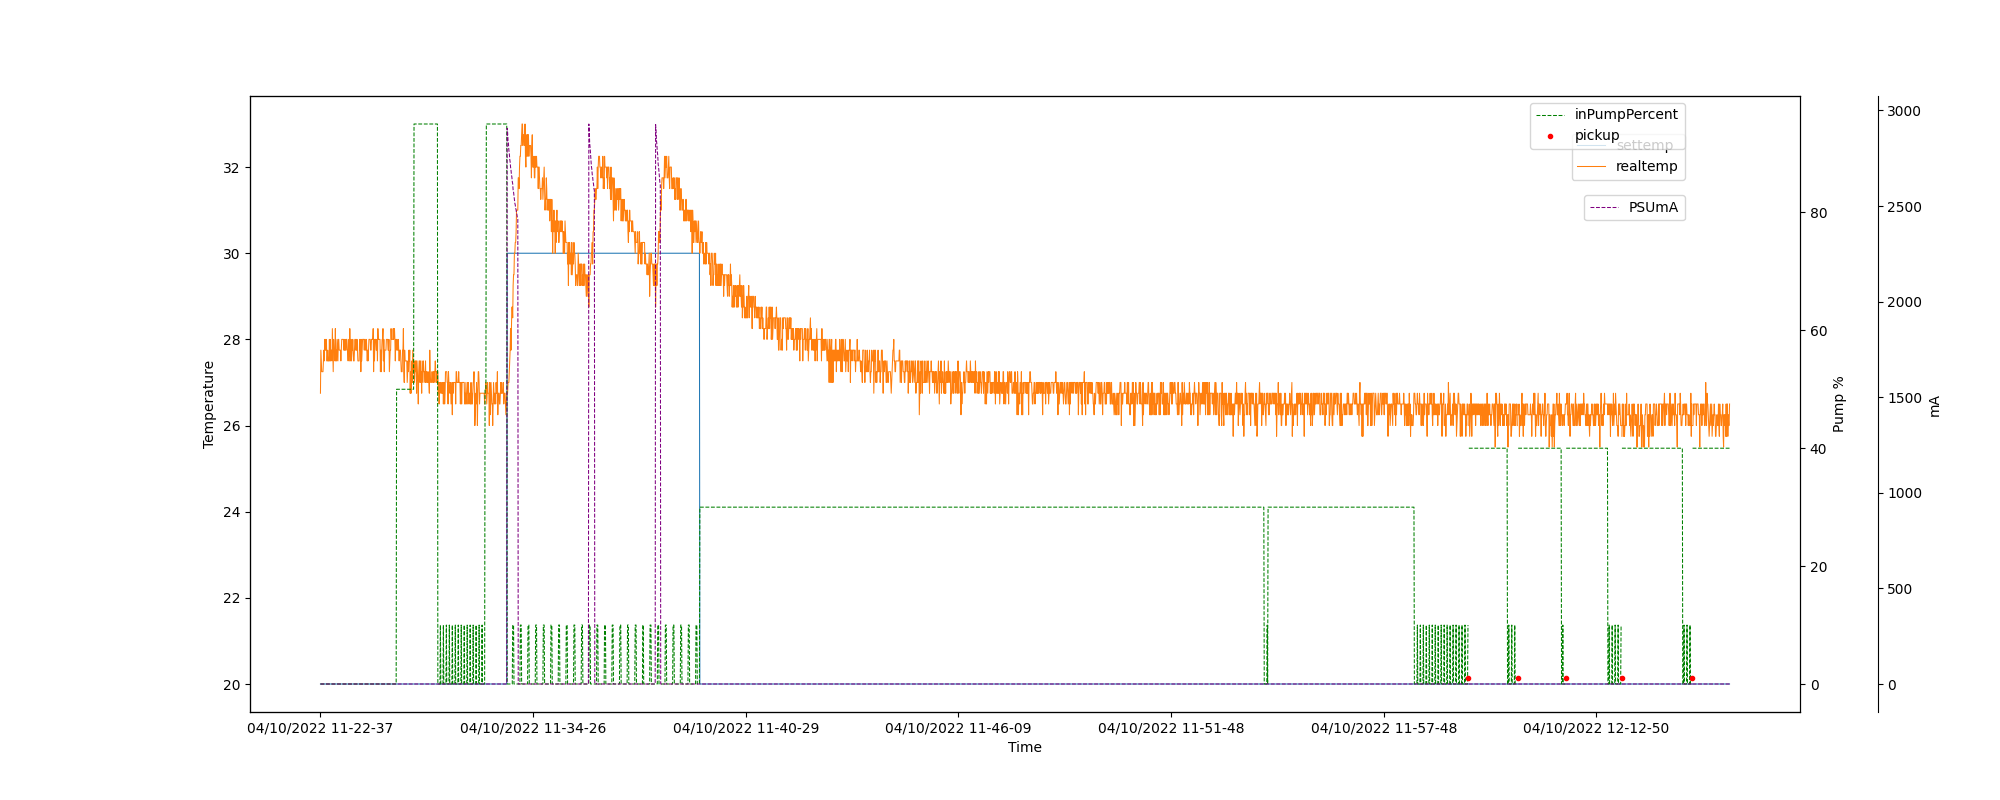 inPumpPercent
pickup
settemp
realtemp
PSUmA
32
30
28
26
24
22
20
Temperature
80
60
40
20
0
Pump %
3000
2500
2000
1500
1000
500
0
mA
04/10/2022 11-22-37
04/10/2022 11-34-26
04/10/2022 11-40-29
04/10/2022 11-46-09
04/10/2022 11-51-48
04/10/2022 11-57-48
04/10/2022 12-12-50
Time